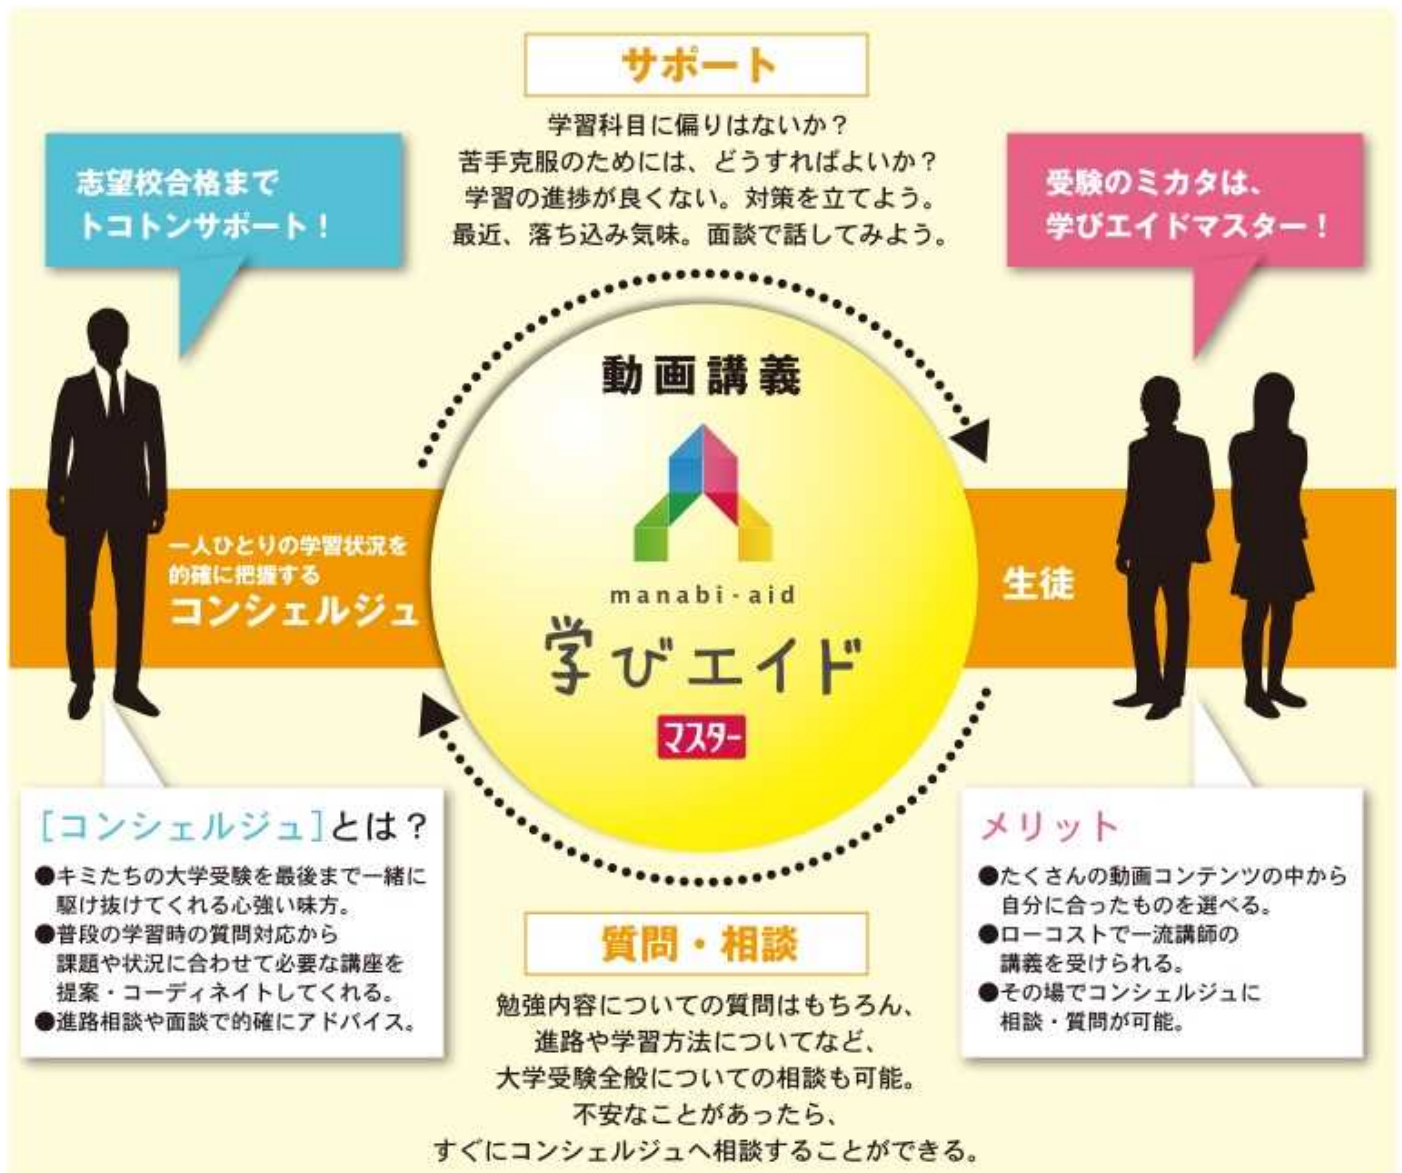 サポート
学習科目に偏りはないか？
苦手克服のためには、どうすればよいか？
学習の進捗が良くない。対策を立てよう。
最近、落ち込み気味。面談で話してみよう。
志望校合格まで
トコトンサポート！
受験のミカタは、
学びエイドマスター！
動画講義
manabi-aid
学びエイド
マスター
一人ひとりの学習状況を
的確に把握する
コンシェルジュ
生徒
［コンシェルジュ］とは？
●キミたちの大学受験を最後まで一緒に
駆け抜けてくれる心強い味方。
●普段の学習時の質問対応から
課題や状況に合わせて必要な講座を
提案・コーディネイトしてくれる。
●進路相談や面談で的確にアドバイス。
メリット
●たくさんの動画コンテンツの中から
自分に合ったものを選べる。
●ローコストで一流講師の
講義を受けられる。
●その場でコンシェルジュに
相談・質問が可能。
質問・相談
勉強内容についての質問はもちろん、
進路や学習方法についてなど、
大学受験全般についての相談も可能。
不安なことがあったら、
すぐにコンシェルジュへ相談することができる。